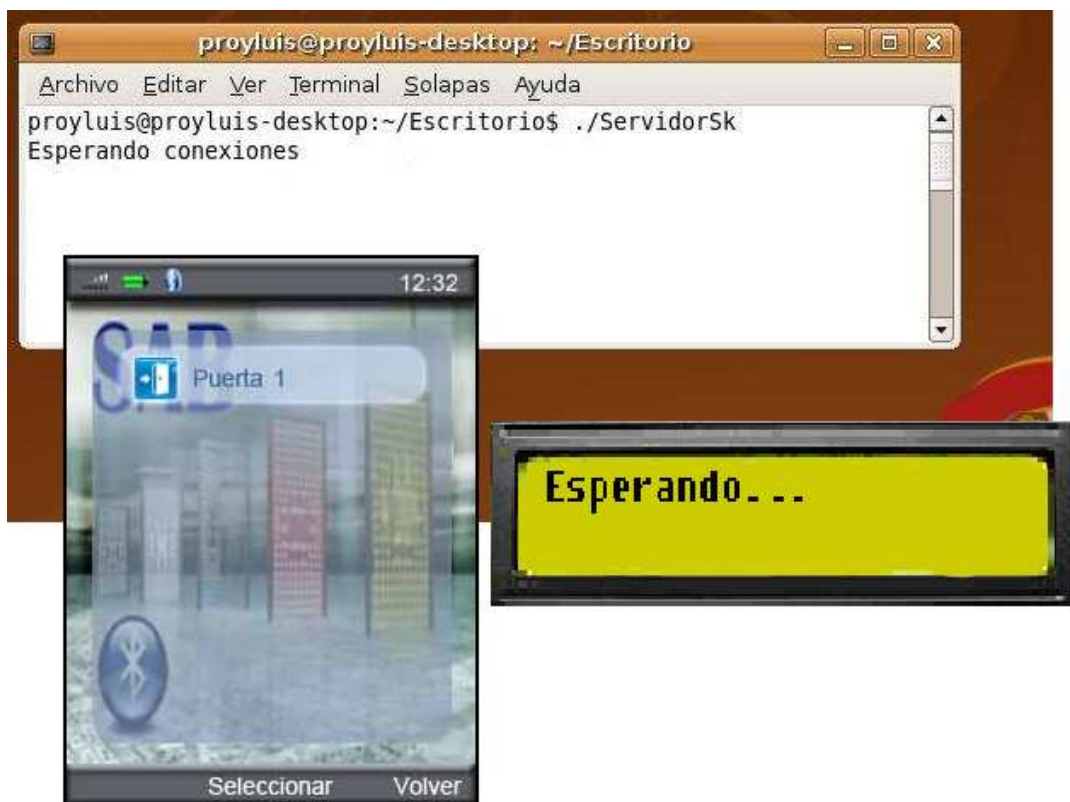 proyluis@proyluis-desktop: ~/Escritorio
Archivo Editar Ver Terminal Solapas Ayuda
proyluis@proyluis-desktop:~/Escritorio$ ./ServidorSk
Esperando conexiones
12:32
SAB
Puerta 1
Esperando...
Seleccionar Volver